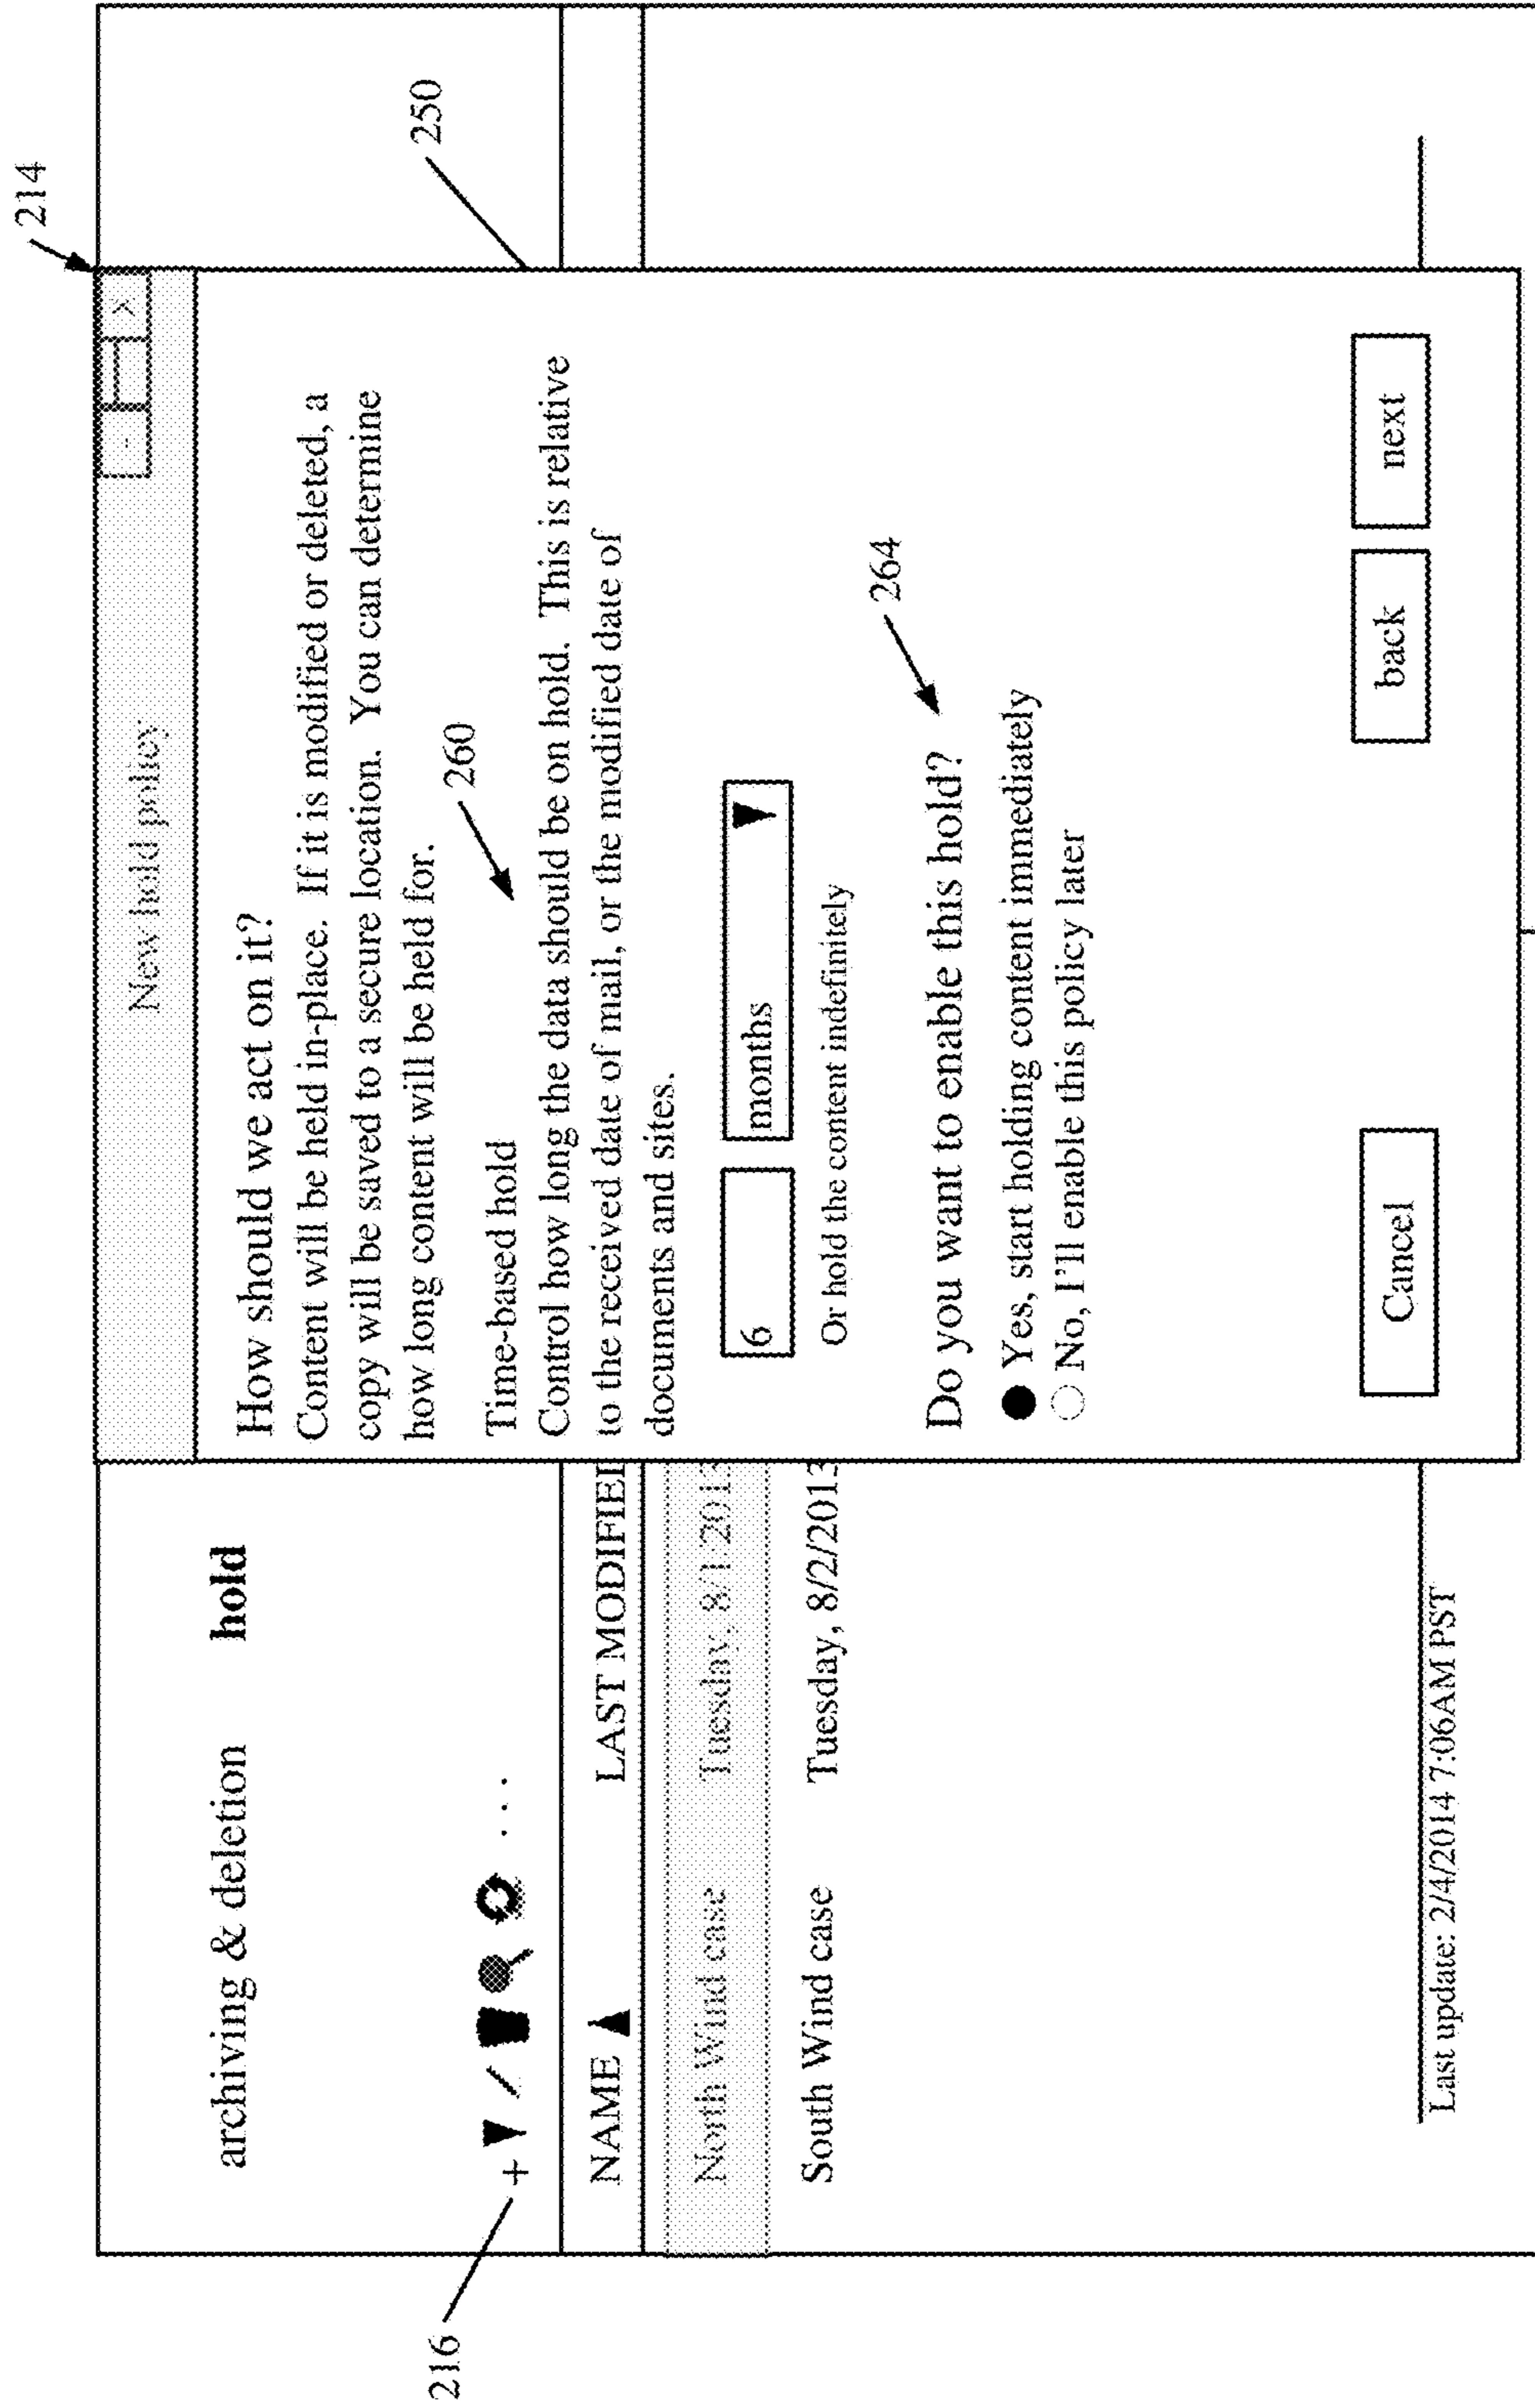 214
New hold policy
- X
archiving & deletion hold
How should we act on it?
Content will be held in-place. If it is modified or deleted, a
copy will be saved to a secure location. You can determine
how long content will be held for.
250
216
+ ...
260
Time-based hold
Control how long the data should be on hold. This is relative
to the received date of mail, or the modified date of
documents and sites.
NAME LAST MODIFIE
North Wind case Tuesday, 8/1/2013
South Wind case Tuesday, 8/2/2013
6 months
Or hold the content indefinitely
264
Do you want to enable this hold?
Yes, start holding content immediately
No, I'll enable this policy later
Cancel back next
Last update: 2/4/2014 7:06AM PST